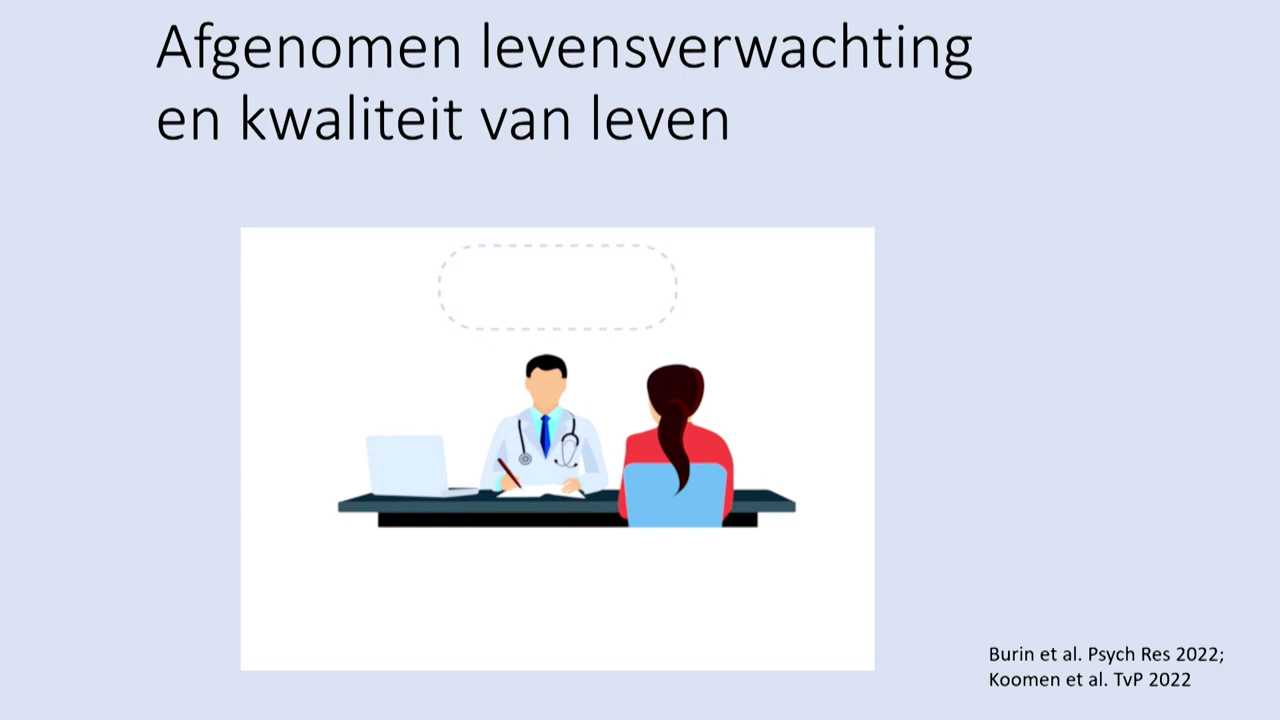 Afgenomen levensverwachting
en kwaliteit van leven
Burin et al. Psych Res 2022;
Koomen et al. TvP 2022